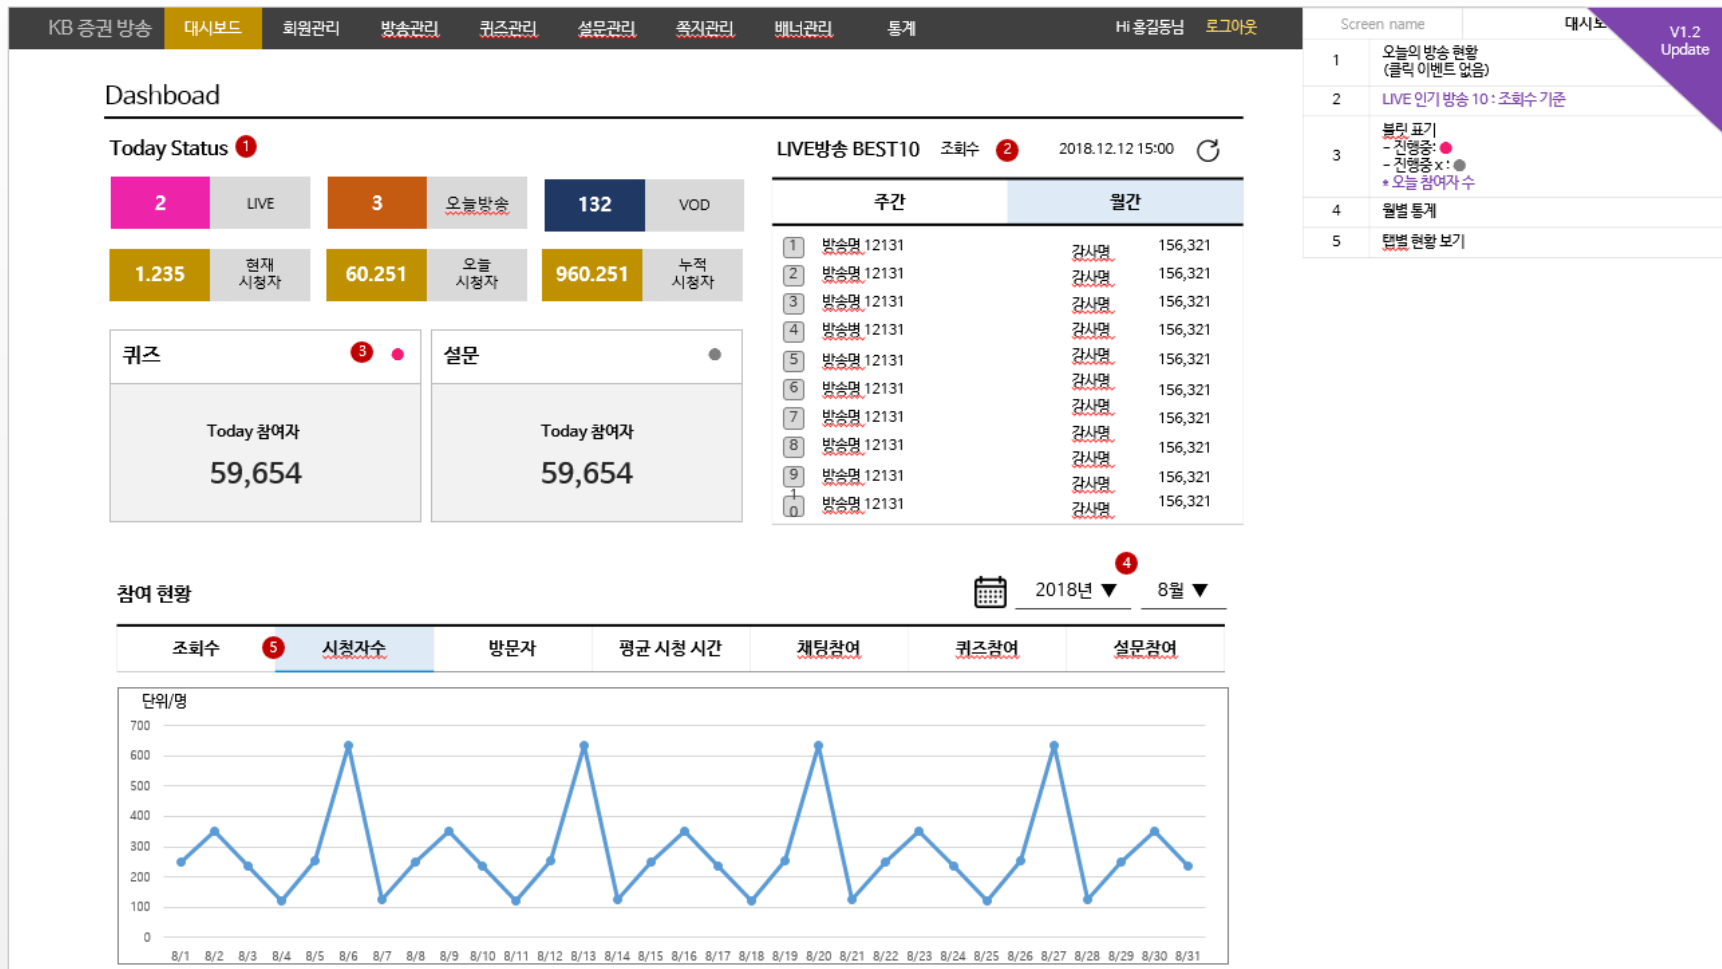 KB 증권 방송 대시보드 회원관리 방송관리 퀴즈관리 설문관리 쪽지관리 배너관리 통계 Hi 홍길동님 로그아웃
Dashboad
Today Status 1
2 LIVE 3 오늘방송 132 VOD
1.235 현재 시청자 60.251 오늘 시청자 960.251 누적 시청자
퀴즈 3
Today 참여자
59,654
설문
Today 참여자
59,654
LIVE방송 BEST10 조회수 2 2018.12.12 15:00
주간 월간
1 방송명 12131 강사명 156,321
2 방송명 12131 강사명 156,321
3 방송명 12131 강사명 156,321
4 방송병 12131 강사명 156,321
5 방송명 12131 강사명 156,321
6 방송명 12131 강사명 156,321
7 방송명 12131 강사명 156,321
8 방송명 12131 강사명 156,321
9 방송명 12131 강사명 156,321
10 방송명 12131 강사명 156,321
강사명
참여 현황 2018년 ▼ 4 8월 ▼
조회수 5 시청자수 방문자 평균 시청 시간 채팅참여 퀴즈참여 설문참여
단위/명
700
600
500
400
300
200
100
0
8/1 8/2 8/3 8/4 8/5 8/6 8/7 8/8 8/9 8/10 8/11 8/12 8/13 8/14 8/15 8/16 8/17 8/18 8/19 8/20 8/21 8/22 8/23 8/24 8/25 8/26 8/27 8/28 8/29 8/30 8/31
Screen name 대시보
V1.2
Update
1 오늘의 방송 현황
(클릭 이벤트 없음)
2 LIVE 인기 방송 10 : 조회수 기준
3 블릿 표기
- 진행중:
- 진행중 x :
* 오늘 참여자 수
4 월별 통계
5 탭별 현황 보기